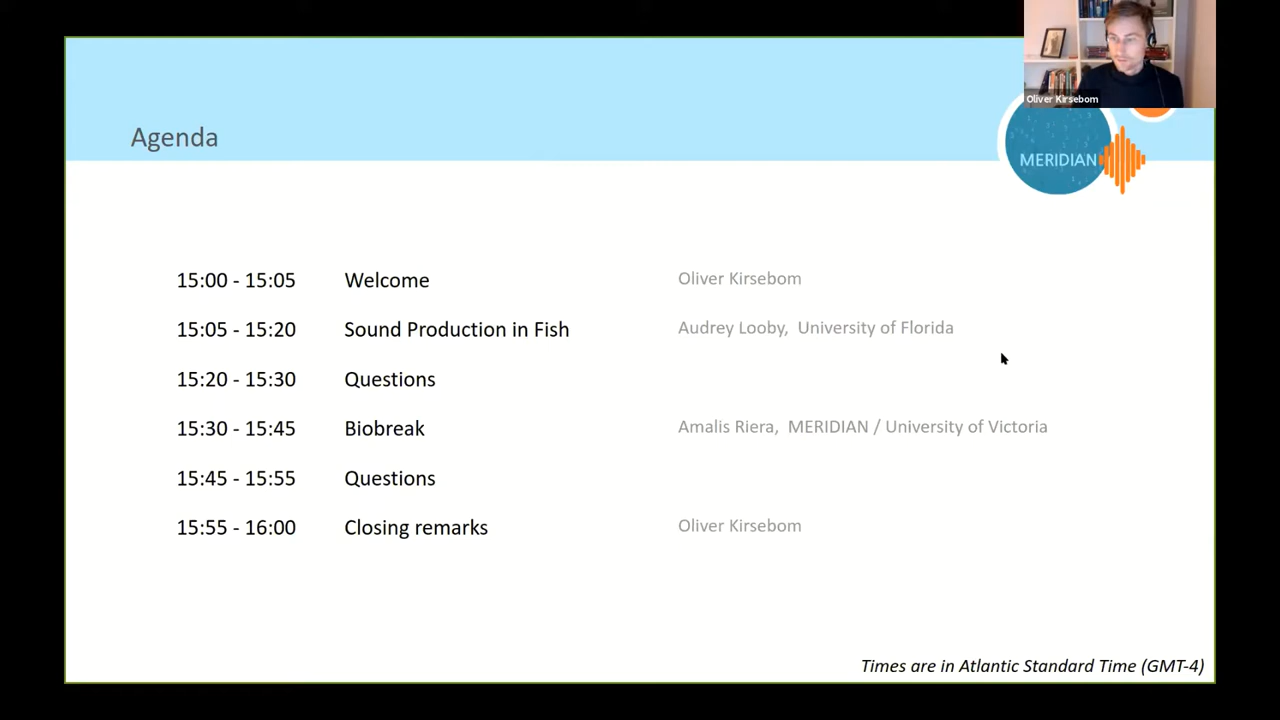 Oliver Kirsebom
Agenda
MERIDIAN
15:00 - 15:05 Welcome Oliver Kirsebom
15:05 - 15:20 Sound Production in Fish Audrey Looby, University of Florida
15:20 - 15:30 Questions
15:30 - 15:45 Biobreak Amalis Riera, MERIDIAN / University of Victoria
15:45 - 15:55 Questions
15:55 - 16:00 Closing remarks Oliver Kirsebom
Times are in Atlantic Standard Time (GMT-4)